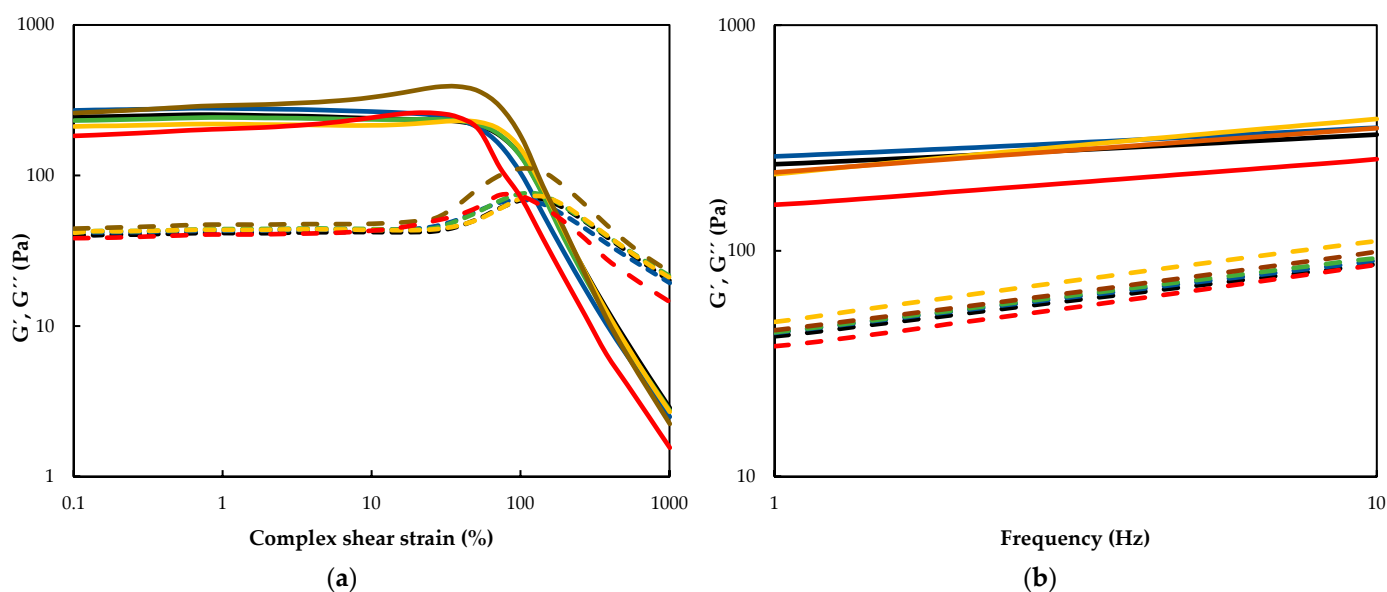 1000
100
10
1
G′, G′′ (Pa)
0.1 1 10 100 1000
Complex shear strain (%)
(a)
1000
100
10
G′, G′′ (Pa)
1 10
Frequency (Hz)
(b)